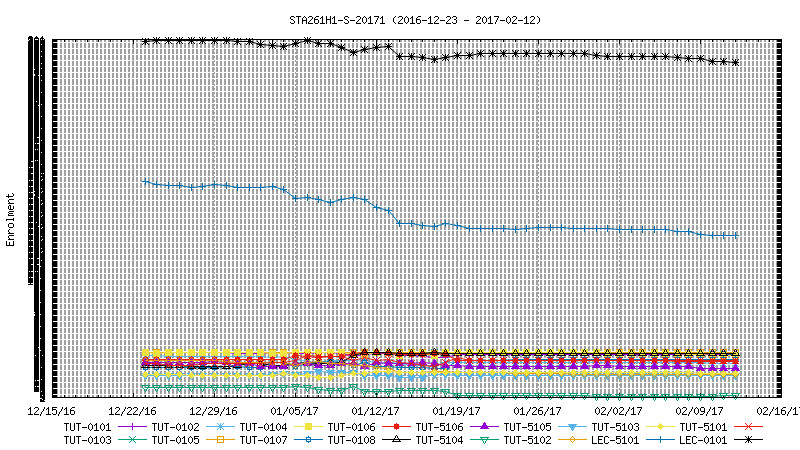 STA261H1-S-20171 (2016-12-23 - 2017-02-12)
Enrolment
12/15/16 12/22/16 12/29/16 01/05/17 01/12/17 01/19/17 01/26/17 02/02/17 02/09/17 02/16/17
TUT-0101 TUT-0102 TUT-0104 TUT-0106 TUT-5106 TUT-5105 TUT-5103 TUT-5101
TUT-0103 TUT-0105 TUT-0107 TUT-0108 TUT-5104 TUT-5102 LEC-5101 LEC-0101